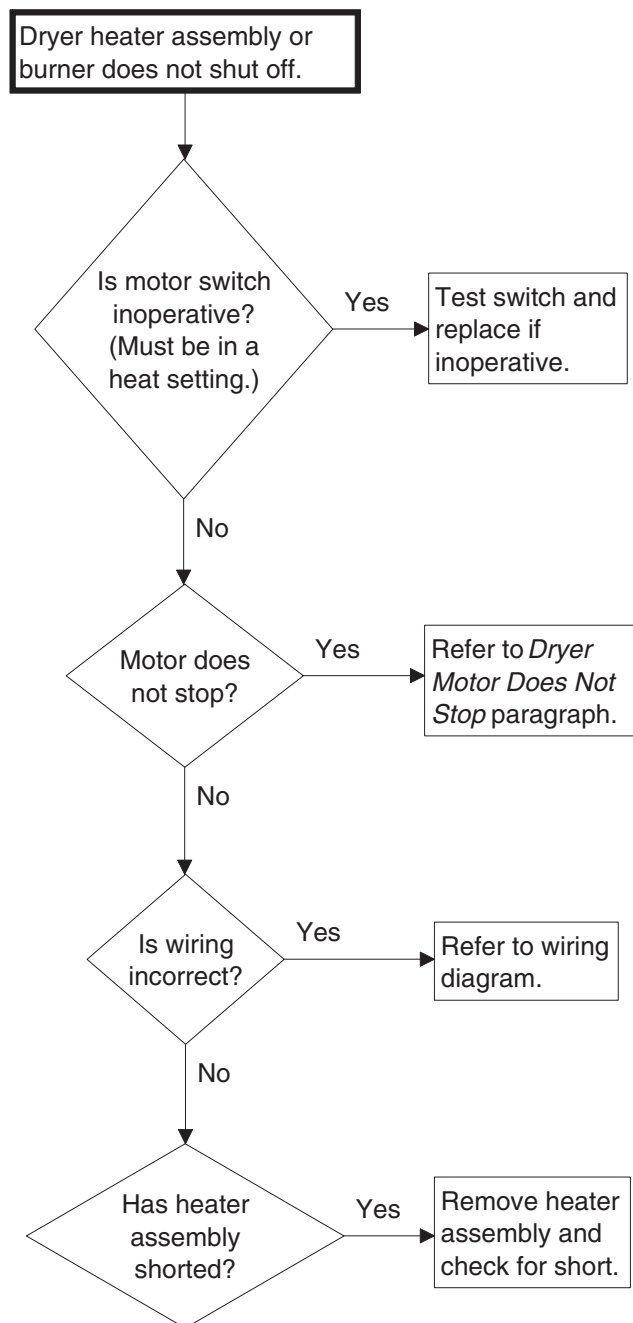 Dryer heater assembly or
burner does not shut off.
Is motor switch
inoperative?
(Must be in a
heat setting.)
Yes
Test switch and
replace if
inoperative.
No
Motor does
not stop?
Yes
Refer to Dryer
Motor Does Not
Stop paragraph.
No
Is wiring
incorrect?
Yes
Refer to wiring
diagram.
No
Has heater
assembly
shorted?
Yes
Remove heater
assembly and
check for short.